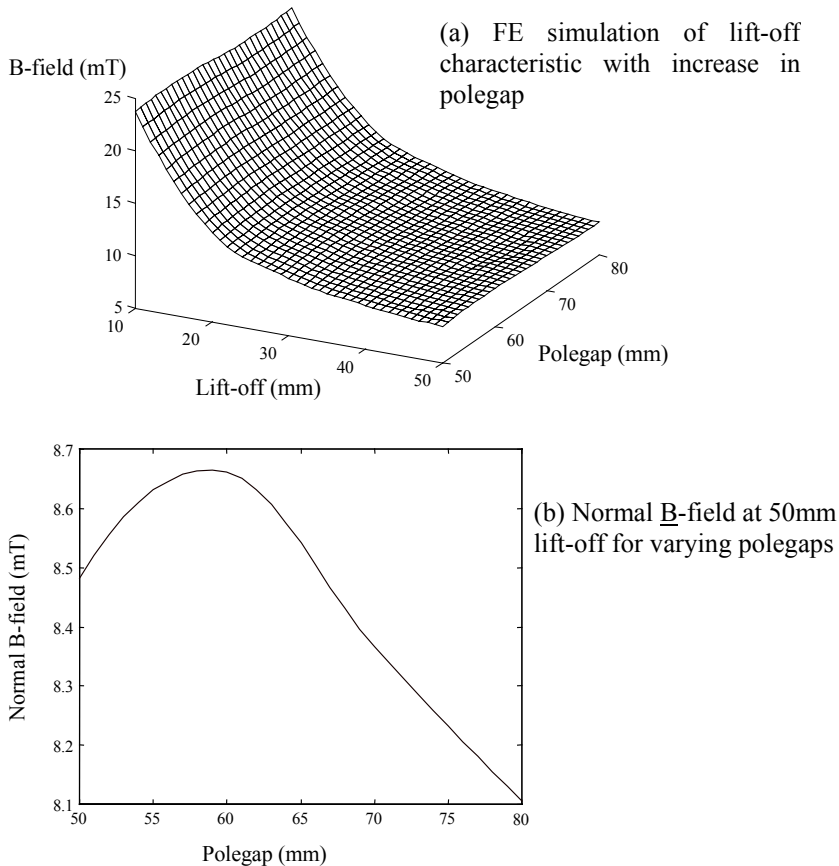 (a) FE simulation of lift-off
characteristic with increase in
polegap
B-field (mT)
25
20
15
10
5
10
20
30
40
50
Lift-off (mm)
50
60
70
80
Polegap (mm)
8.7
8.6
8.5
8.4
8.3
8.2
8.1
Normal B-field (mT)
50
55
60
65
70
75
80
Polegap (mm)
(b) Normal B-field at 50mm
lift-off for varying polegaps